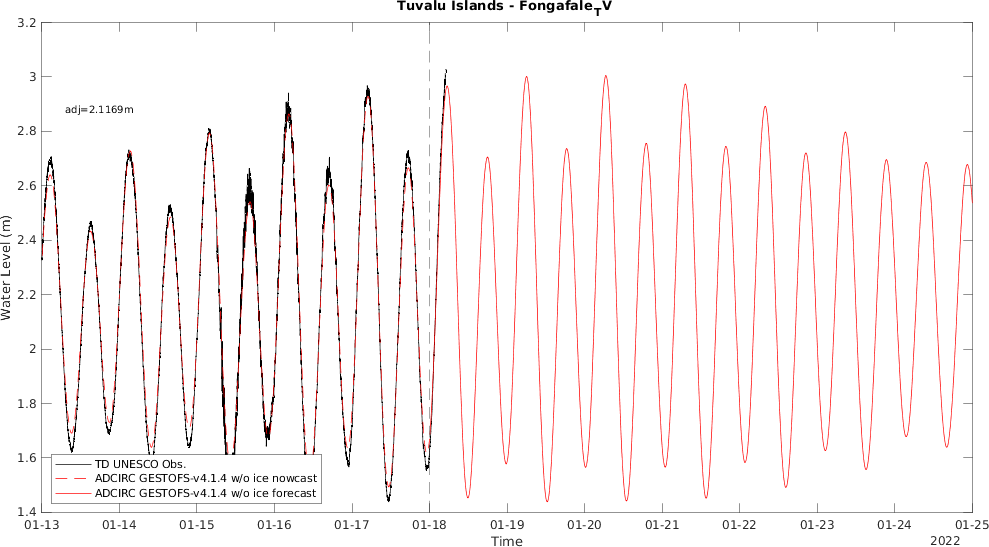 Tuvalu Islands - FongafaleTV
3.2
3
2.8
2.6
2.4
2.2
2
1.8
1.6
1.4
Water Level (m)
adj=2.1169m
TD UNESCO Obs.
ADCIRC GESTOFS-v4.1.4 w/o ice nowcast
ADCIRC GESTOFS-v4.1.4 w/o ice forecast
01-13 01-14 01-15 01-16 01-17 01-18 01-19 01-20 01-21 01-22 01-23 01-24 01-25
Time
2022